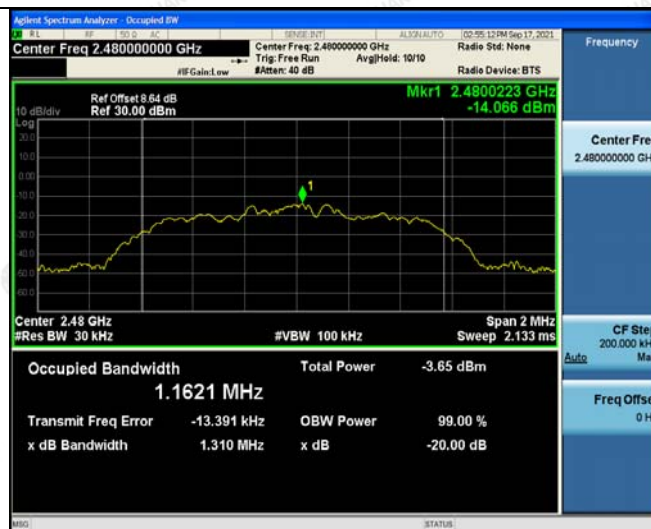 Agilent Spectrum Analyzer - Occupied BW
RL RF 50 Ω AC SENSE:INT ALIGNAUTO 02:55:12 PM Sep 17, 2021
Center Freq 2.480000000 GHz
Center Freq: 2.480000000 GHz
Radio Std: None
Trig: Free Run Avg|Hold: 10/10
#IFGain:Low #Atten: 40 dB Radio Device: BTS
Frequency
Ref Offset 8.64 dB
Mkr1 2.4800223 GHz
10 dB/div Ref 30.00 dBm -14.066 dBm
Log
20.0
10.0
0.00
-10.0
-20.0
-30.0
-40.0
-50.0
-60.0
1
Center Fre
2.480000000 GH
Center 2.48 GHz Span 2 MHz
#Res BW 30 kHz #VBW 100 kHz Sweep 2.133 ms
CF Ste
200.000 kH
Auto Ma
Occupied Bandwidth Total Power -3.65 dBm
1.1621 MHz
Freq Offse
0 H
Transmit Freq Error -13.391 kHz OBW Power 99.00 %
x dB Bandwidth 1.310 MHz x dB -20.00 dB
MSG STATUS